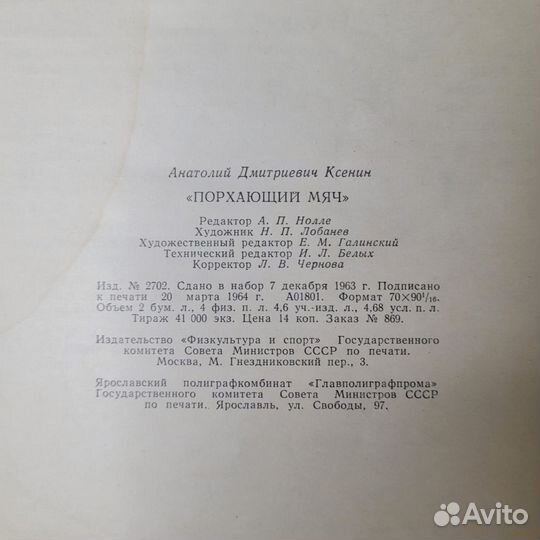 Анатолий Дмитриевич Ксенин
«ПОРХАЮЩИЙ МЯЧ»
Редактор А. П. Нолле
Художник Н. П. Лобанев
Художественный редактор Е. М. Галинский
Технический редактор И. Л. Белых
Корректор Л. В. Чернова
Изд. № 2702. Сдано в набор 7 декабря 1963 г. Подписано
к печати 20 марта 1964 г. А01801. Формат 70×90¹/₁₆.
Объем 2 бум. л., 4 физ. п. л. 4,6 уч.-изд. л., 4,68 усл. п. л.
Тираж 41 000 экз. Цена 14 коп. Заказ № 869.
Издательство «Физкультура и спорт» Государственного
комитета Совета Министров СССР по печати.
Москва, М. Гнездниковский пер., 3.
Ярославский полиграфкомбинат «Главполиграфпрома»
Государственного комитета Совета Министров СССР
по печати. Ярославль, ул. Свободы, 97.
Avito